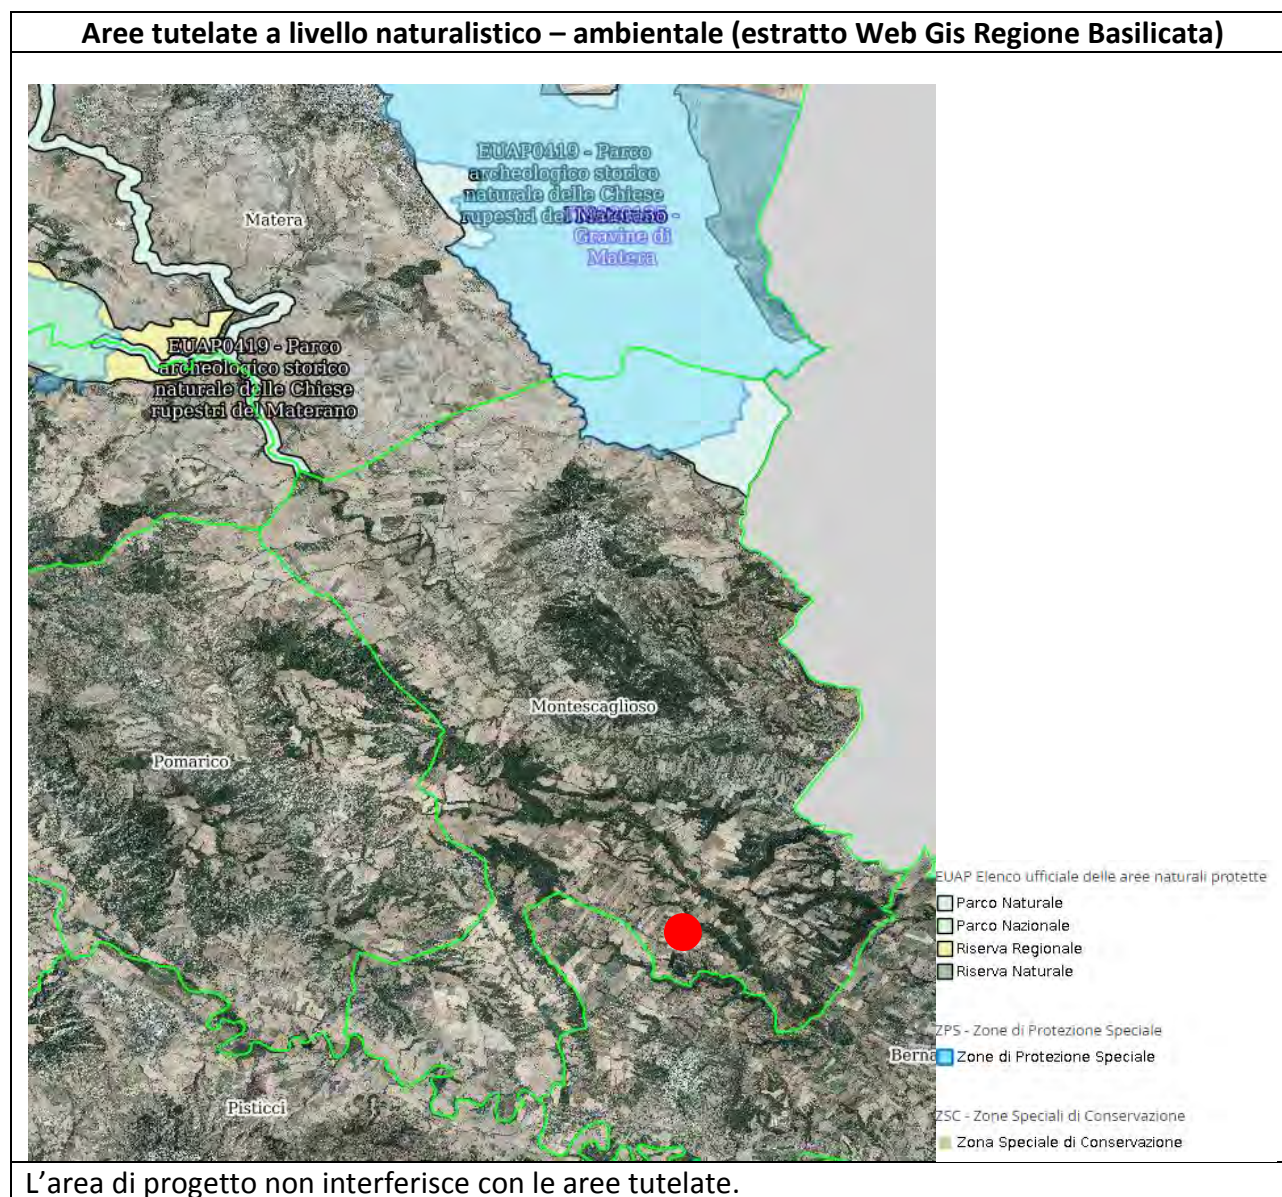 Aree tutelate a livello naturalistico – ambientale (estratto Web Gis Regione Basilicata)
EUAP0419 - Parco
archeologico storico
naturale delle Chiese
rupestri del Materano
Gravine di
Matera
Matera
EUAP0419 - Parco
archeologico storico
naturale delle Chiese
rupestri del Materano
Montescaglioso
Pomarico
Pisticci
Berna
EUAP Elenco ufficiale delle aree naturali protette
Parco Naturale
Parco Nazionale
Riserva Regionale
Riserva Naturale
ZPS - Zone di Protezione Speciale
Zone di Protezione Speciale
ZSC - Zone Speciali di Conservazione
Zona Speciale di Conservazione
L’area di progetto non interferisce con le aree tutelate.